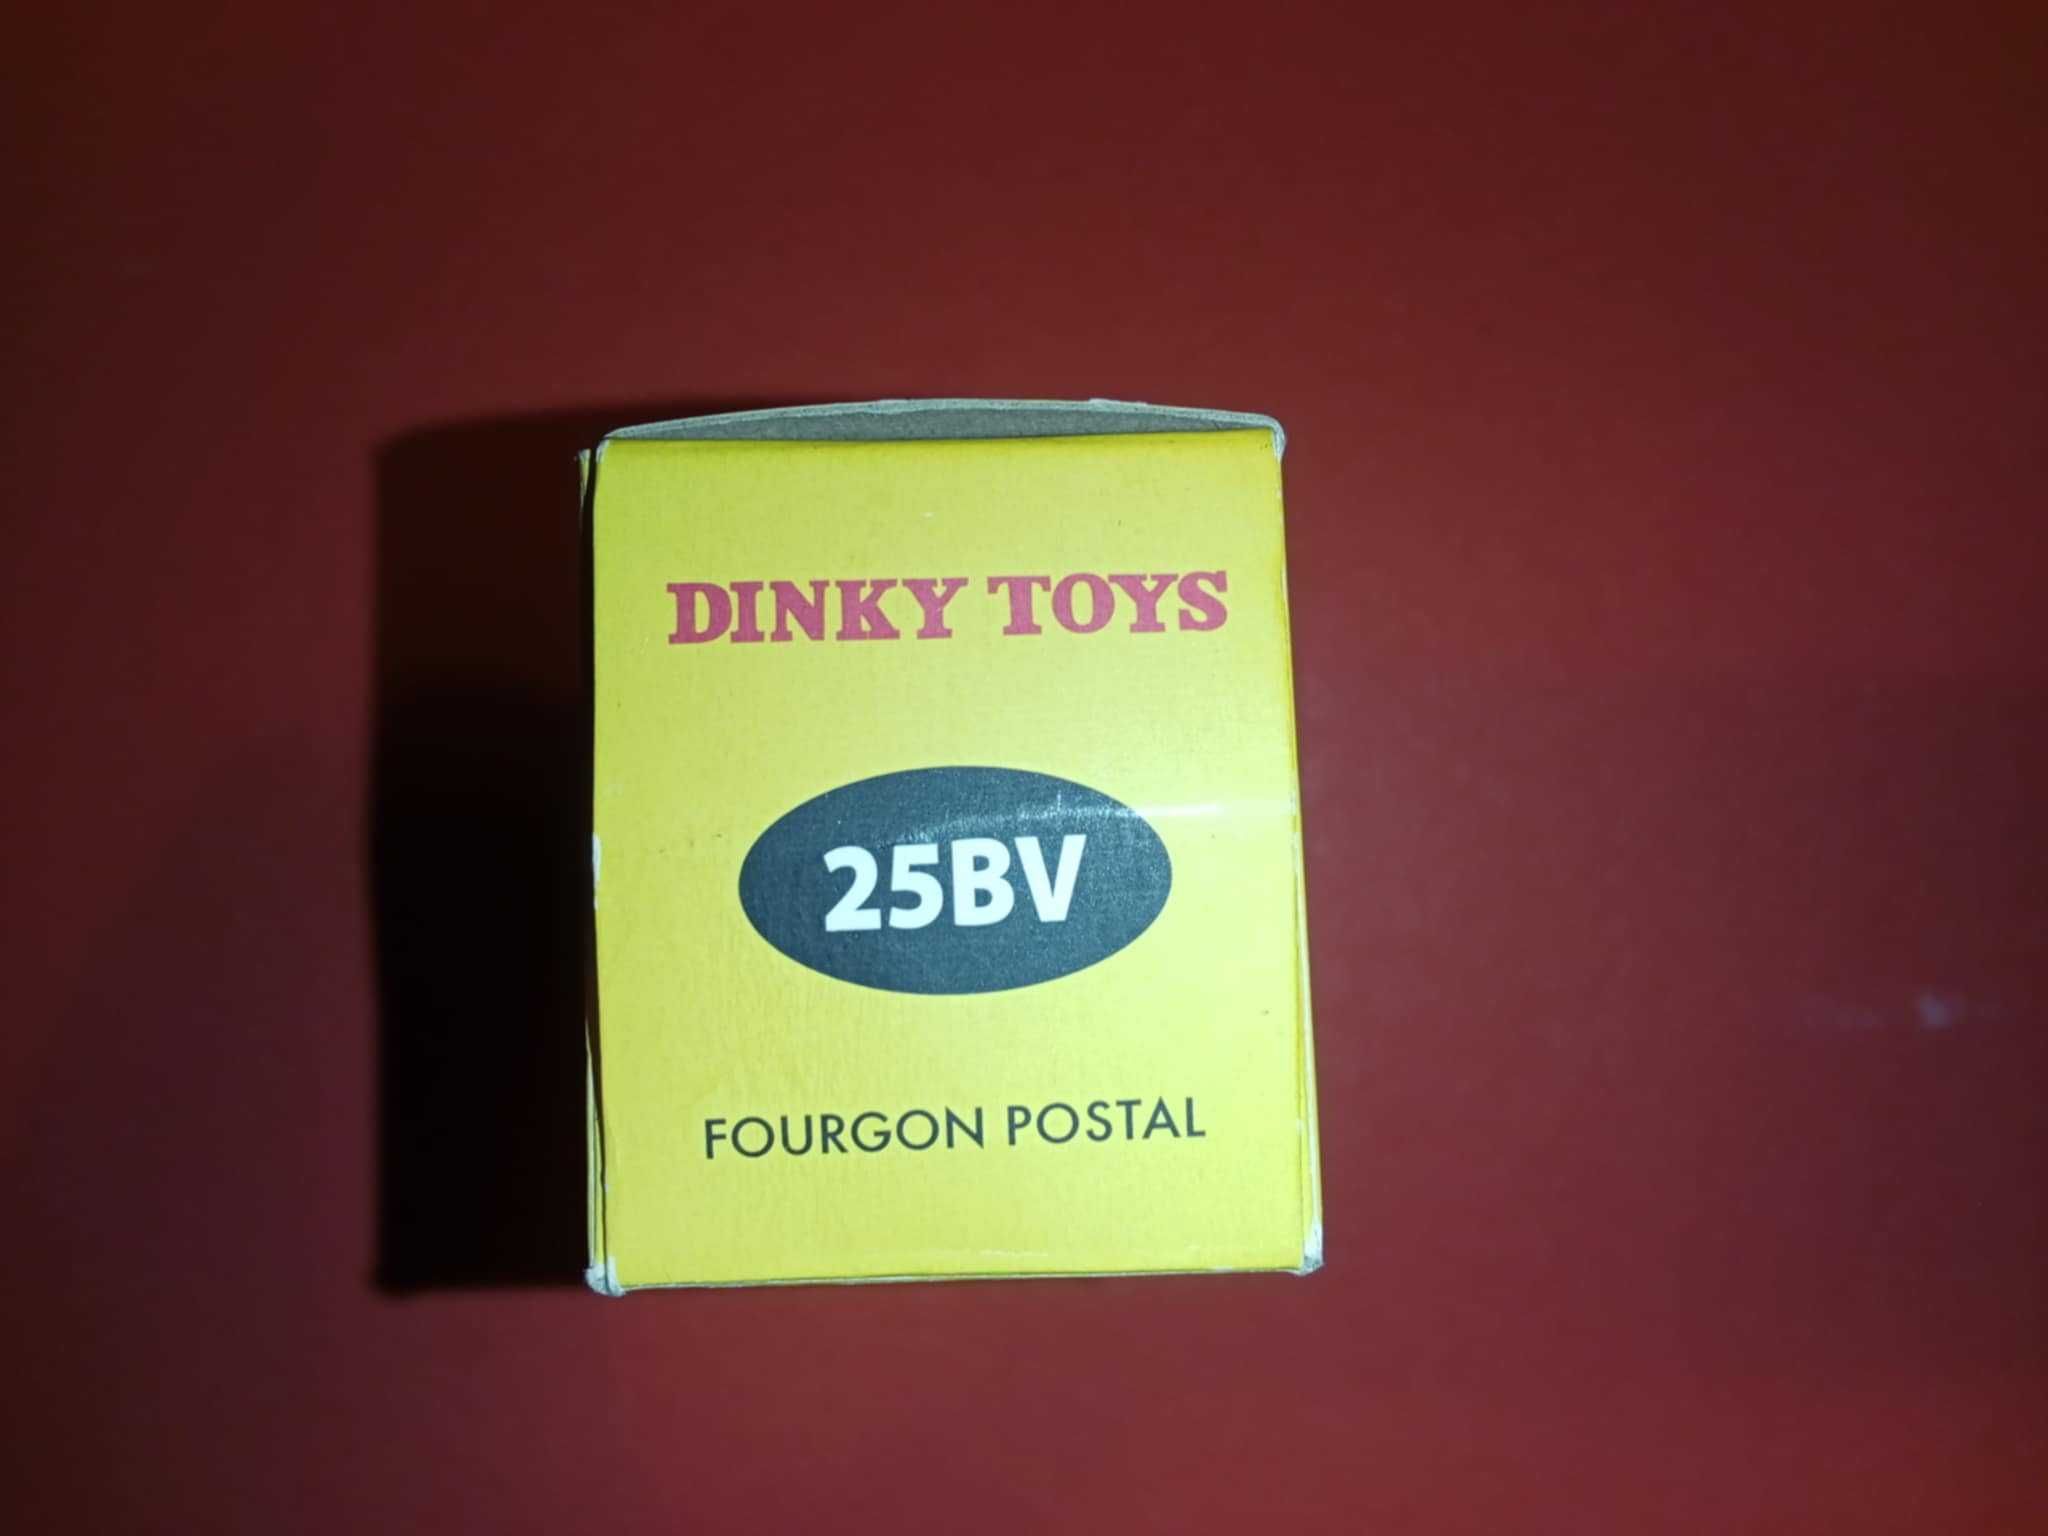 DINKY TOYS
25BV
FOURGON POSTAL